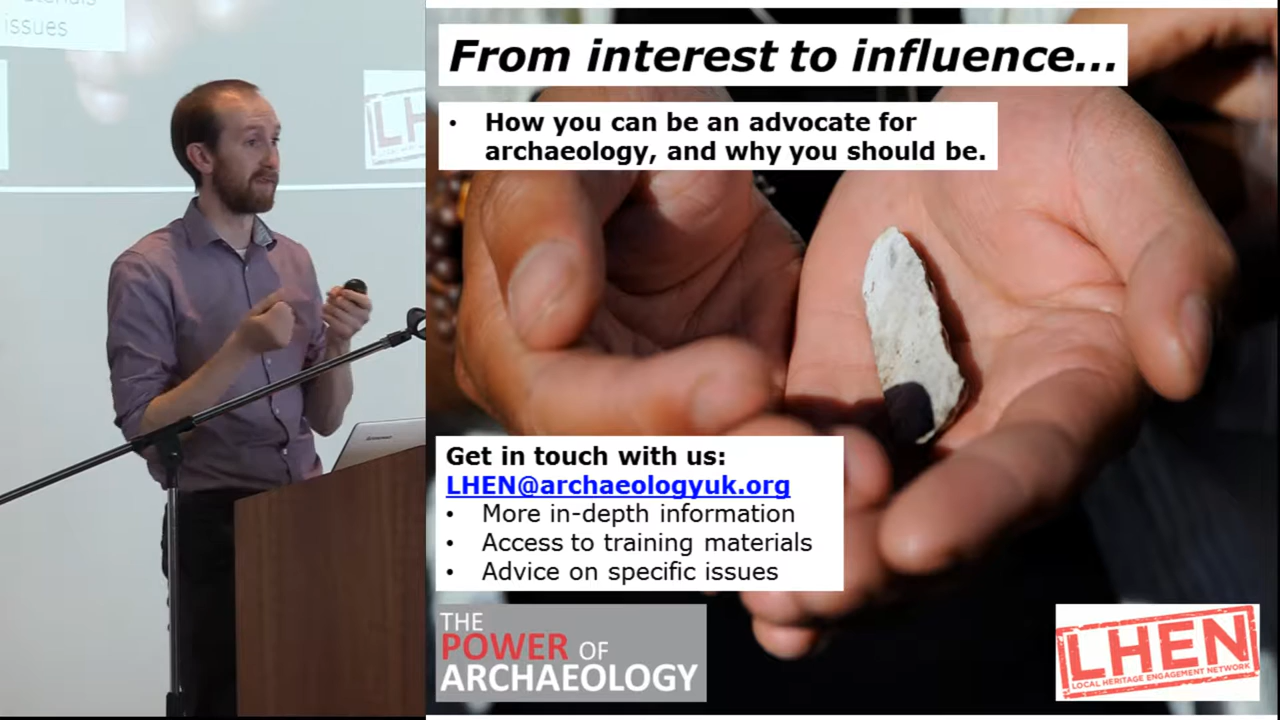 issues
LH
From interest to influence...
• How you can be an advocate for
archaeology, and why you should be.
Get in touch with us:
LHEN@archaeologyuk.org
• More in-depth information
• Access to training materials
• Advice on specific issues
THE
POWER OF
ARCHAEOLOGY
LHEN
LOCAL HERITAGE ENGAGEMENT NETWORK
lenovo